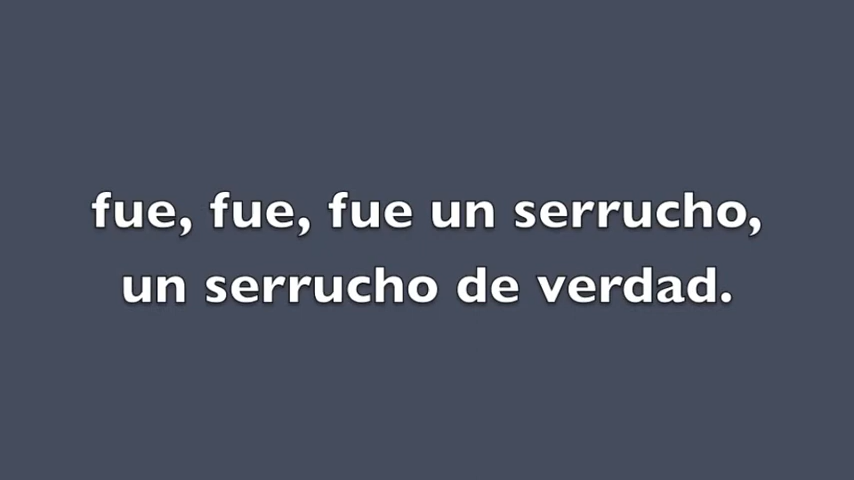 fue, fue, fue un serrucho,
un serrucho de verdad.